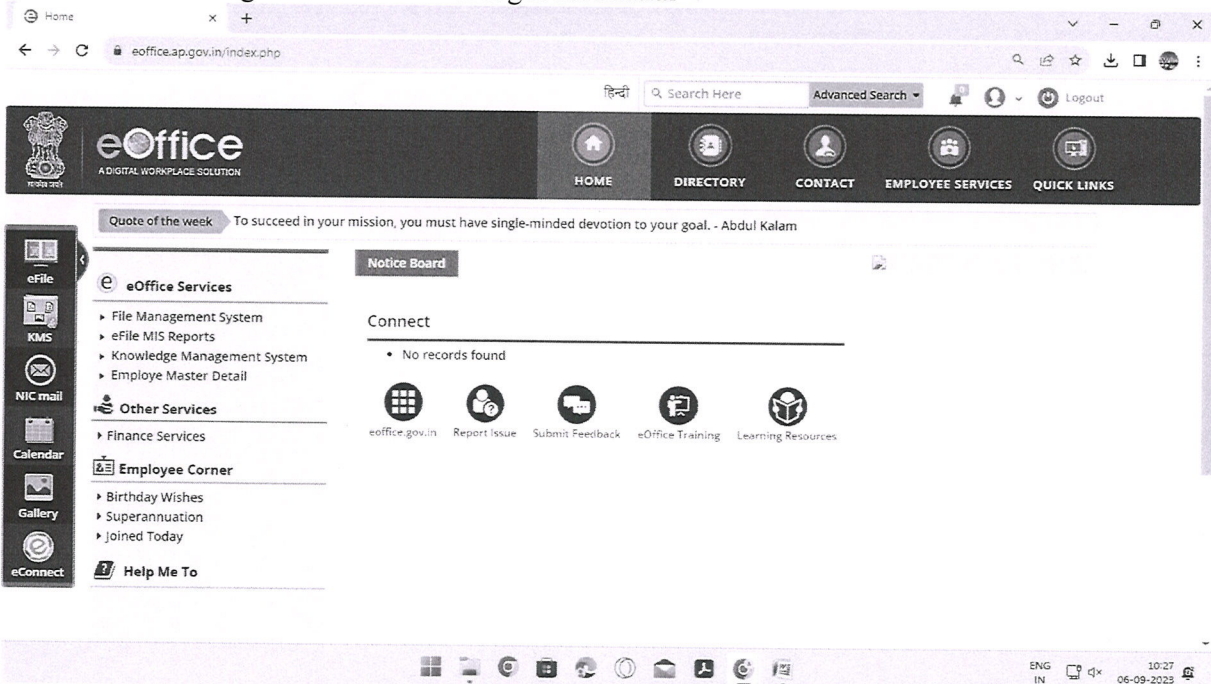 Home
eoffice.ap.gov.in/index.php
हिन्दी Search Here Advanced Search Logout
eOffice
A DIGITAL WORKPLACE SOLUTION
HOME DIRECTORY CONTACT EMPLOYEE SERVICES QUICK LINKS
Quote of the week To succeed in your mission, you must have single-minded devotion to your goal. - Abdul Kalam
eFile
KMS
NIC mail
Calendar
Gallery
eConnect
eOffice Services
File Management System
eFile MIS Reports
Knowledge Management System
Employe Master Detail
Other Services
Finance Services
Employee Corner
Birthday Wishes
Superannuation
Joined Today
Help Me To
Notice Board
Connect
• No records found
eoffice.gov.in Report Issue Submit Feedback eOffice Training Learning Resources
ENG
IN
10:27
06-09-2023